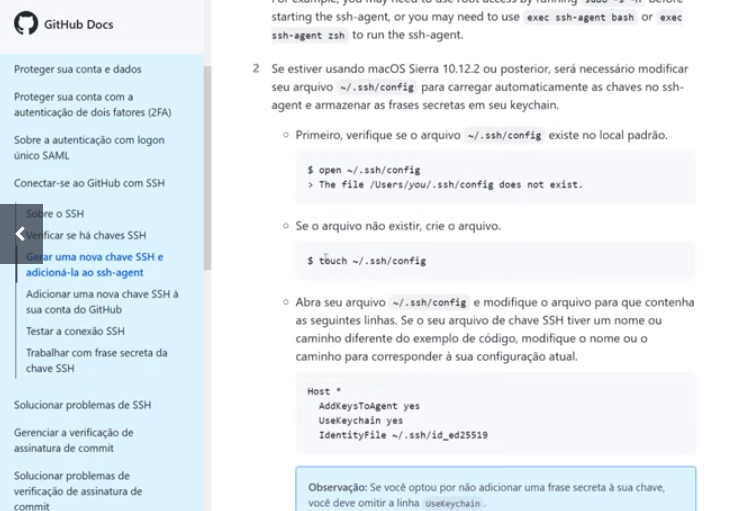 GitHub Docs
Proteger sua conta e dados
Proteger sua conta com a
autenticação de dois fatores (2FA)
Sobre a autenticação com logon
único SAML
Conectar-se ao GitHub com SSH
Sobre o SSH
Verificar se há chaves SSH
Gerar uma nova chave SSH e
adicioná-la ao ssh-agent
Adicionar uma nova chave SSH à
sua conta do GitHub
Testar a conexão SSH
Trabalhar com frase secreta da
chave SSH
Solucionar problemas de SSH
Gerenciar a verificação de
assinatura de commit
Solucionar problemas de
verificação de assinatura de
commit
For example, you may need to use root access by running sudo -s -H before
starting the ssh-agent, or you may need to use exec ssh-agent bash or exec
ssh-agent zsh to run the ssh-agent.
2 Se estiver usando macOS Sierra 10.12.2 ou posterior, será necessário modificar
seu arquivo ~/.ssh/config para carregar automaticamente as chaves no ssh-
agent e armazenar as frases secretas em seu keychain.
Primeiro, verifique se o arquivo ~/.ssh/config existe no local padrão.
$ open ~/.ssh/config
> The file /Users/you/.ssh/config does not exist.
Se o arquivo não existir, crie o arquivo.
$ touch ~/.ssh/config
Abra seu arquivo ~/.ssh/config e modifique o arquivo para que contenha
as seguintes linhas. Se o seu arquivo de chave SSH tiver um nome ou
caminho diferente do exemplo de código, modifique o nome ou o
caminho para corresponder à sua configuração atual.
Host *
AddKeysToAgent yes
UseKeychain yes
IdentityFile ~/.ssh/id_ed25519
Observação: Se você optou por não adicionar uma frase secreta à sua chave,
você deve omitir a linha UseKeychain .